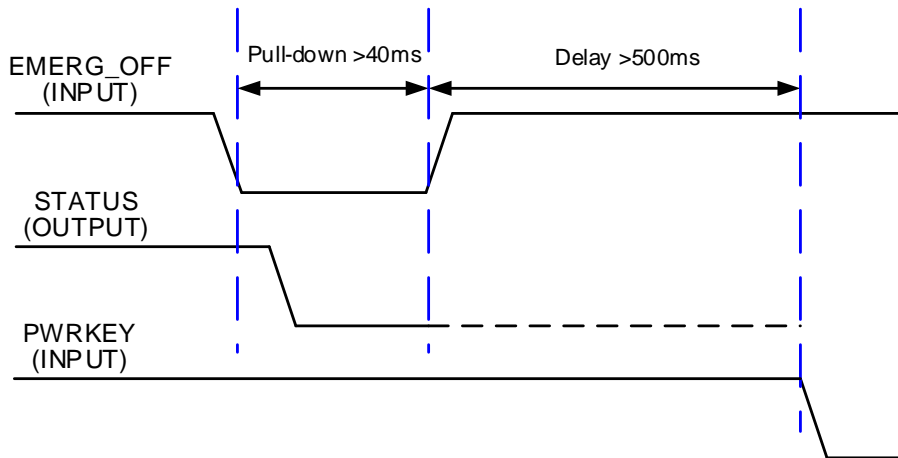 Pull-down >40ms
Delay >500ms
EMERG_OFF
(INPUT)
STATUS
(OUTPUT)
PWRKEY
(INPUT)